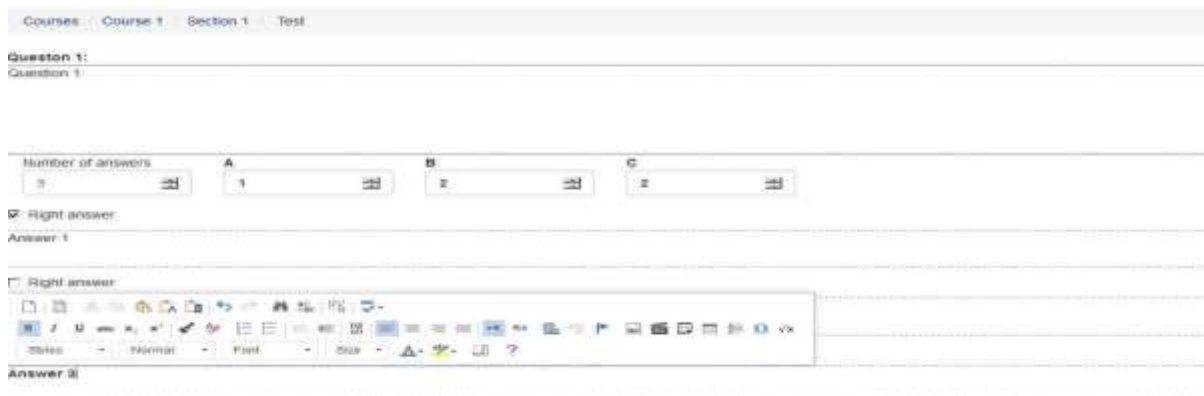 Courses / Course 1 / Section 1 / Test
Queston 1:
Question 1
Number of answers A B C
3 1 2 2
Right answer
Answer 1
Right answer
Styles Normal Font Size
Answer 3